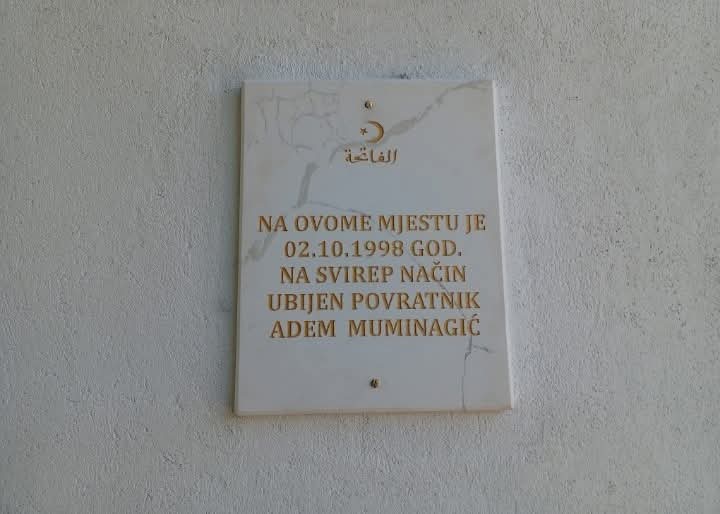 الفاتحة
NA OVOME MJESTU JE
02.10.1998 GOD.
NA SVIREP NAČIN
UBIJEN POVRATNIK
ADEM MUMINAGIĆ